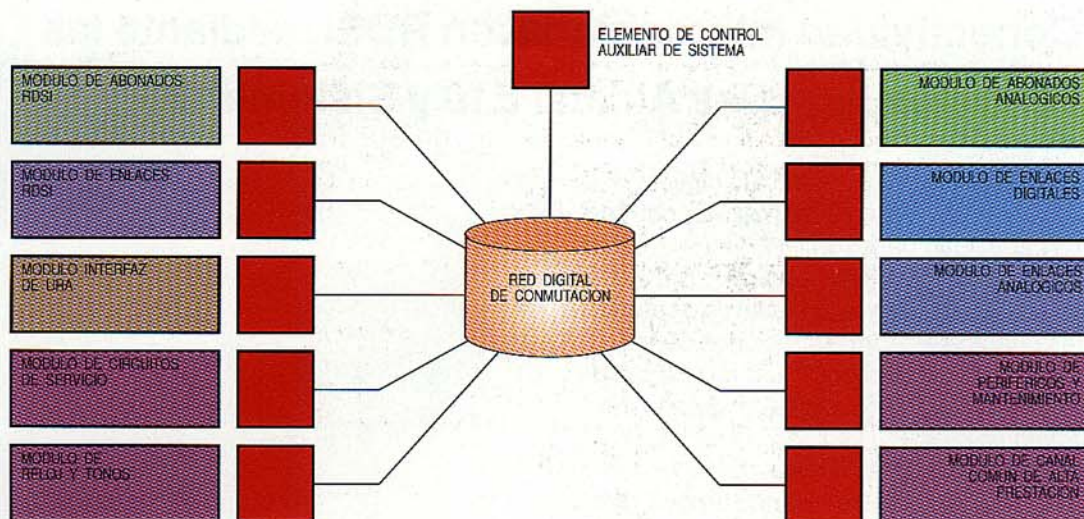 ELEMENTO DE CONTROL
AUXILIAR DE SISTEMA
MODULO DE ABONADOS
RDSI
MODULO DE ENLACES
RDSI
MODULO INTERFAZ
DE URA
MODULO DE CIRCUITOS
DE SERVICIO
MODULO DE
RELOJ Y TONOS
RED DIGITAL
DE CONMUTACION
MODULO DE ABONADOS
ANALOGICOS
MODULO DE ENLACES
DIGITALES
MODULO DE ENLACES
ANALOGICOS
MODULO DE
PERIFERICOS Y
MANTENIMIENTO
MODULO DE CANAL
COMUN DE ALTA
PRESTACION